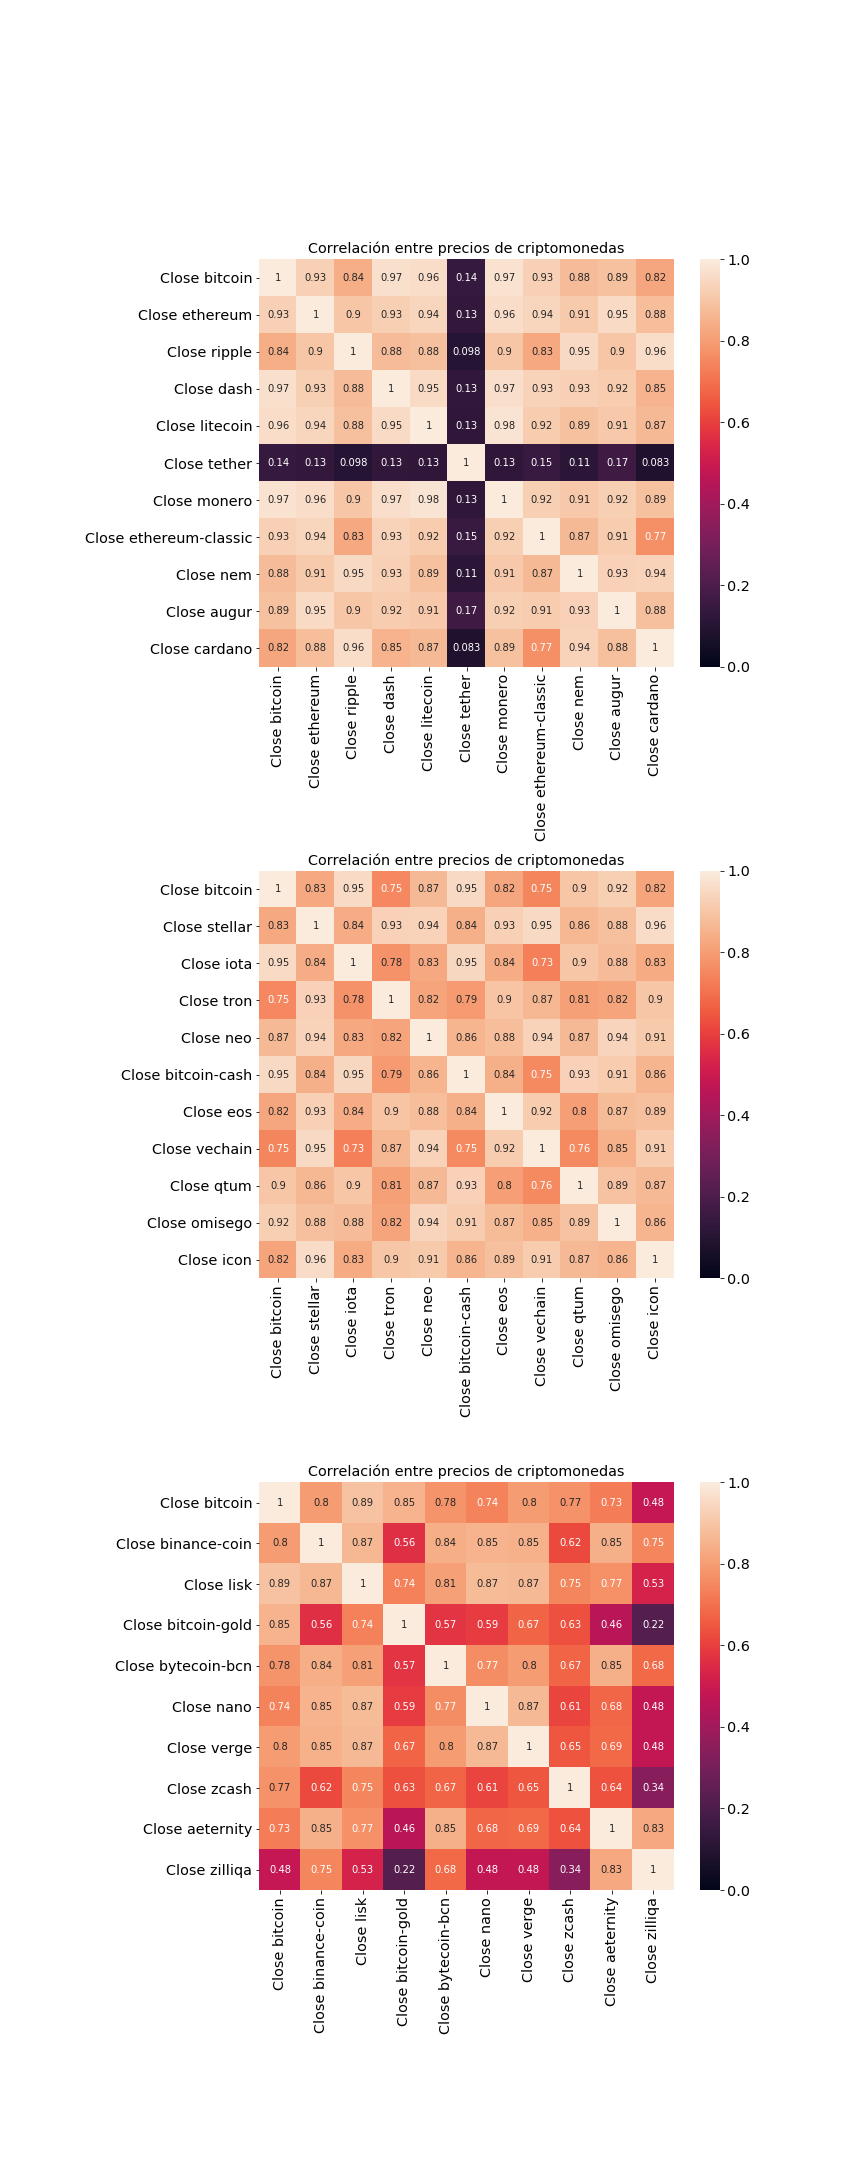 Correlación entre precios de criptomonedas
Close bitcoin 1 0.93 0.84 0.97 0.96 0.14 0.97 0.93 0.88 0.89 0.82
Close ethereum 0.93 1 0.9 0.93 0.94 0.13 0.96 0.94 0.91 0.95 0.88
Close ripple 0.84 0.9 1 0.88 0.88 0.098 0.9 0.83 0.95 0.9 0.96
Close dash 0.97 0.93 0.88 1 0.95 0.13 0.97 0.93 0.93 0.92 0.85
Close litecoin 0.96 0.94 0.88 0.95 1 0.13 0.98 0.92 0.89 0.91 0.87
Close tether 0.14 0.13 0.098 0.13 0.13 1 0.13 0.15 0.11 0.17 0.083
Close monero 0.97 0.96 0.9 0.97 0.98 0.13 1 0.92 0.91 0.92 0.89
Close ethereum-classic 0.93 0.94 0.83 0.93 0.92 0.15 0.92 1 0.87 0.91 0.77
Close nem 0.88 0.91 0.95 0.93 0.89 0.11 0.91 0.87 1 0.93 0.94
Close augur 0.89 0.95 0.9 0.92 0.91 0.17 0.92 0.91 0.93 1 0.88
Close cardano 0.82 0.88 0.96 0.85 0.87 0.083 0.89 0.77 0.94 0.88 1
Close bitcoin
Close ethereum
Close ripple
Close dash
Close litecoin
Close tether
Close monero
Close ethereum-classic
Close nem
Close augur
Close cardano
1.0
0.8
0.6
0.4
0.2
0.0
Correlación entre precios de criptomonedas
Close bitcoin 1 0.83 0.95 0.75 0.87 0.95 0.82 0.75 0.9 0.92 0.82
Close stellar 0.83 1 0.84 0.93 0.94 0.84 0.93 0.95 0.86 0.88 0.96
Close iota 0.95 0.84 1 0.78 0.83 0.95 0.84 0.73 0.9 0.88 0.83
Close tron 0.75 0.93 0.78 1 0.82 0.79 0.9 0.87 0.81 0.82 0.9
Close neo 0.87 0.94 0.83 0.82 1 0.86 0.88 0.94 0.87 0.94 0.91
Close bitcoin-cash 0.95 0.84 0.95 0.79 0.86 1 0.84 0.75 0.93 0.91 0.86
Close eos 0.82 0.93 0.84 0.9 0.88 0.84 1 0.92 0.8 0.87 0.89
Close vechain 0.75 0.95 0.73 0.87 0.94 0.75 0.92 1 0.76 0.85 0.91
Close qtum 0.9 0.86 0.9 0.81 0.87 0.93 0.8 0.76 1 0.89 0.87
Close omisego 0.92 0.88 0.88 0.82 0.94 0.91 0.87 0.85 0.89 1 0.86
Close icon 0.82 0.96 0.83 0.9 0.91 0.86 0.89 0.91 0.87 0.86 1
Close bitcoin
Close stellar
Close iota
Close tron
Close neo
Close bitcoin-cash
Close eos
Close vechain
Close qtum
Close omisego
Close icon
1.0
0.8
0.6
0.4
0.2
0.0
Correlación entre precios de criptomonedas
Close bitcoin 1 0.8 0.89 0.85 0.78 0.74 0.8 0.77 0.73 0.48
Close binance-coin 0.8 1 0.87 0.56 0.84 0.85 0.85 0.62 0.85 0.75
Close lisk 0.89 0.87 1 0.74 0.81 0.87 0.87 0.75 0.77 0.53
Close bitcoin-gold 0.85 0.56 0.74 1 0.57 0.59 0.67 0.63 0.46 0.22
Close bytecoin-bcn 0.78 0.84 0.81 0.57 1 0.77 0.8 0.67 0.85 0.68
Close nano 0.74 0.85 0.87 0.59 0.77 1 0.87 0.61 0.68 0.48
Close verge 0.8 0.85 0.87 0.67 0.8 0.87 1 0.65 0.69 0.48
Close zcash 0.77 0.62 0.75 0.63 0.67 0.61 0.65 1 0.64 0.34
Close aeternity 0.73 0.85 0.77 0.46 0.85 0.68 0.69 0.64 1 0.83
Close zilliqa 0.48 0.75 0.53 0.22 0.68 0.48 0.48 0.34 0.83 1
Close bitcoin
Close binance-coin
Close lisk
Close bitcoin-gold
Close bytecoin-bcn
Close nano
Close verge
Close zcash
Close aeternity
Close zilliqa
1.0
0.8
0.6
0.4
0.2
0.0